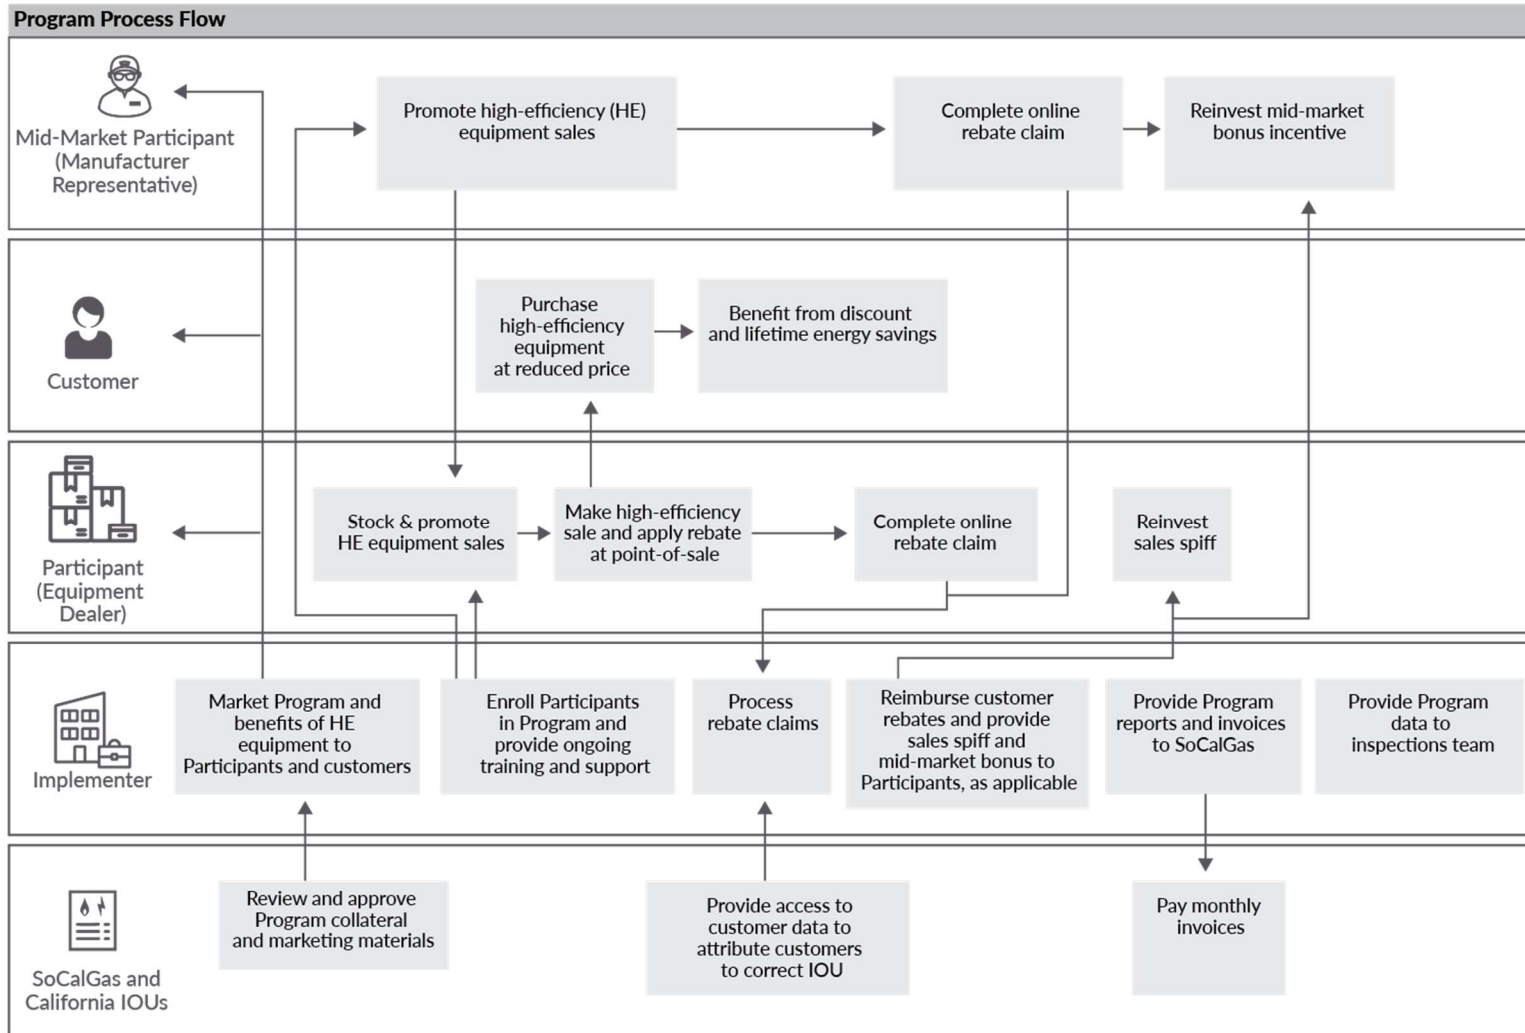 Program Process Flow
Mid-Market Participant
(Manufacturer
Representative)
Promote high-efficiency (HE)
equipment sales
Complete online
rebate claim
Reinvest mid-market
bonus incentive
Customer
Purchase
high-efficiency
equipment
at reduced price
Benefit from discount
and lifetime energy savings
Participant
(Equipment
Dealer)
Stock & promote
HE equipment sales
Make high-efficiency
sale and apply rebate
at point-of-sale
Complete online
rebate claim
Reinvest
sales spiff
Implementer
Market Program and
benefits of HE
equipment to
Participants and customers
Enroll Participants
in Program and
provide ongoing
training and support
Process
rebate claims
Reimburse customer
rebates and provide
sales spiff and
mid-market bonus to
Participants, as applicable
Provide Program
reports and invoices
to SoCalGas
Provide Program
data to
inspections team
SoCalGas and
California IOUs
Review and approve
Program collateral
and marketing materials
Provide access to
customer data to
attribute customers
to correct IOU
Pay monthly
invoices